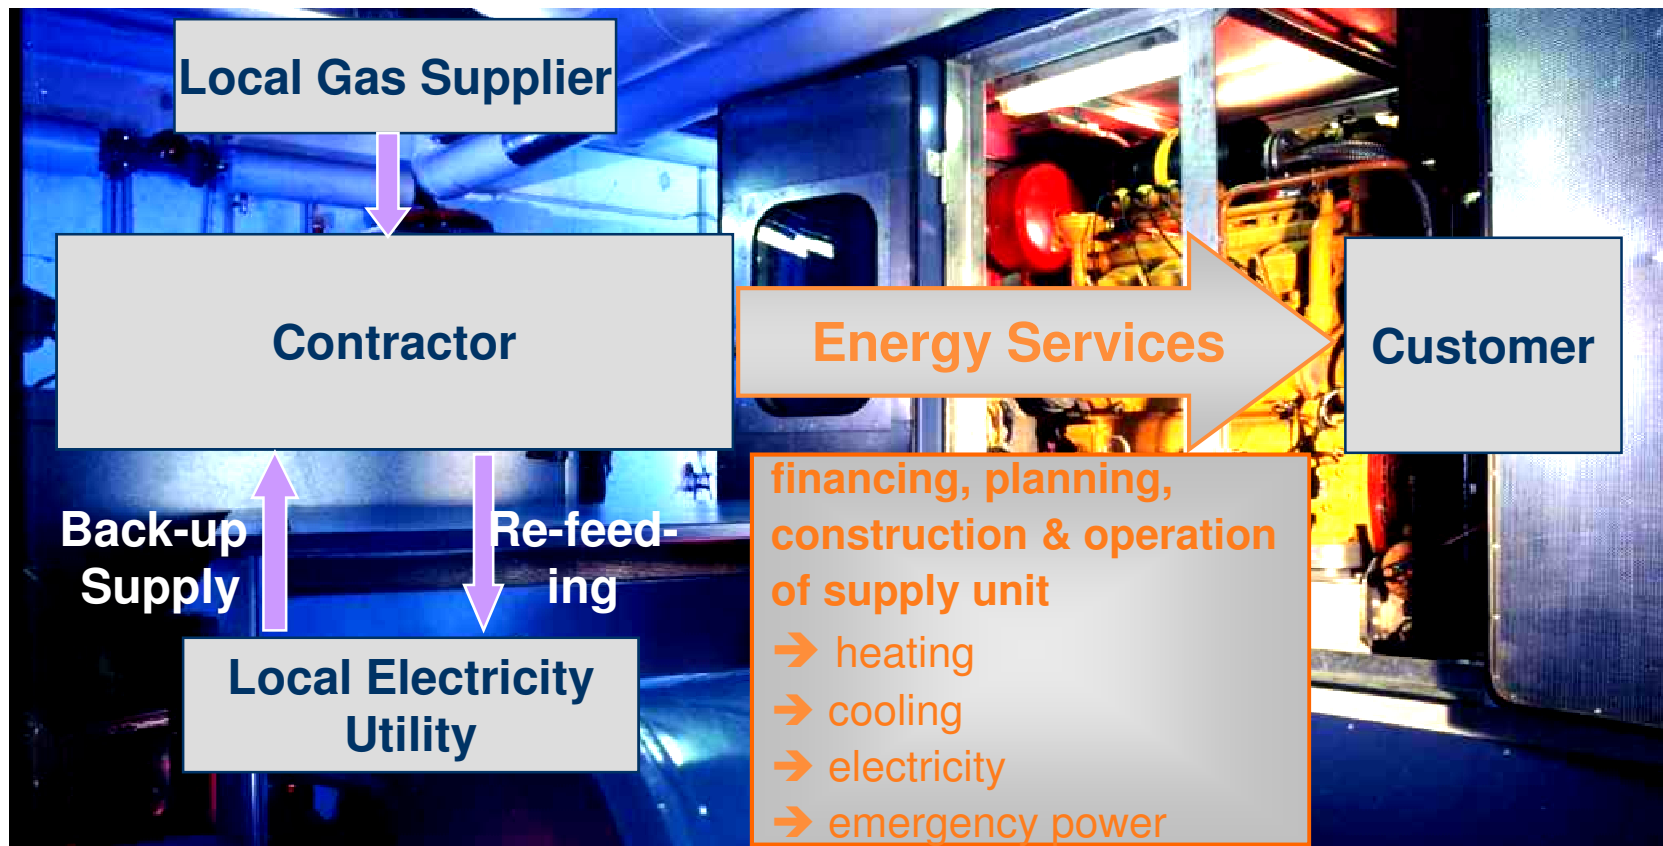 Local Gas Supplier
Contractor
Energy Services
Customer
Back-up
Supply
Re-feed-
ing
Local Electricity
Utility
financing, planning,
construction & operation
of supply unit
➔ heating
➔ cooling
➔ electricity
➔ emergency power